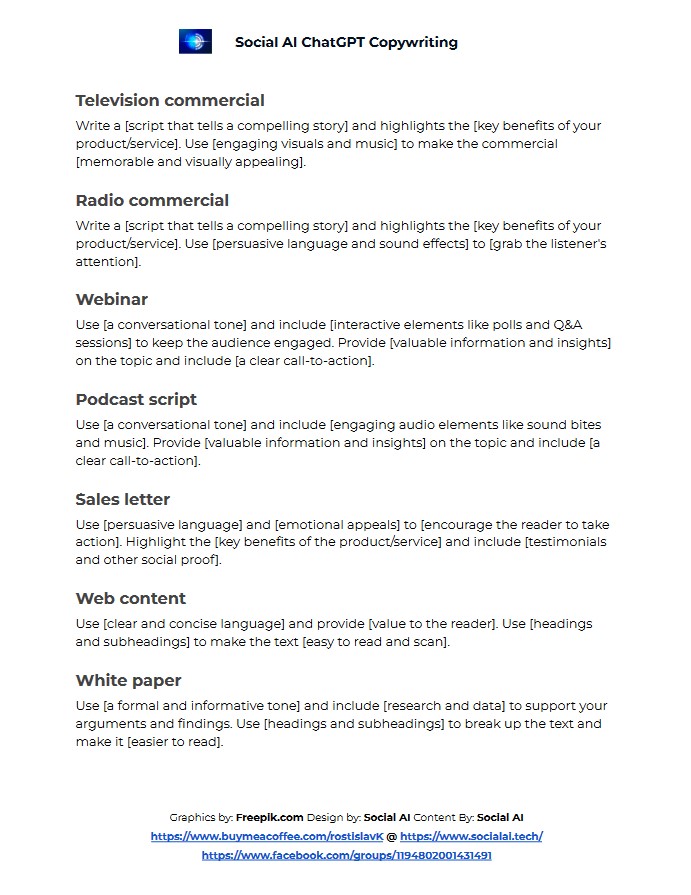 Social AI ChatGPT Copywriting
Television commercial
Write a [script that tells a compelling story] and highlights the [key benefits of your
product/service]. Use [engaging visuals and music] to make the commercial
[memorable and visually appealing].
Radio commercial
Write a [script that tells a compelling story] and highlights the [key benefits of your
product/service]. Use [persuasive language and sound effects] to [grab the listener's
attention].
Webinar
Use [a conversational tone] and include [interactive elements like polls and Q&A
sessions] to keep the audience engaged. Provide [valuable information and insights]
on the topic and include [a clear call-to-action].
Podcast script
Use [a conversational tone] and include [engaging audio elements like sound bites
and music]. Provide [valuable information and insights] on the topic and include [a
clear call-to-action].
Sales letter
Use [persuasive language] and [emotional appeals] to [encourage the reader to take
action]. Highlight the [key benefits of the product/service] and include [testimonials
and other social proof].
Web content
Use [clear and concise language] and provide [value to the reader]. Use [headings
and subheadings] to make the text [easy to read and scan].
White paper
Use [a formal and informative tone] and include [research and data] to support your
arguments and findings. Use [headings and subheadings] to break up the text and
make it [easier to read].
Graphics by: Freepik.com Design by: Social AI Content By: Social AI
https://www.buymeacoffee.com/rostislavK @ https://www.socialai.tech/
https://www.facebook.com/groups/1194802001431491